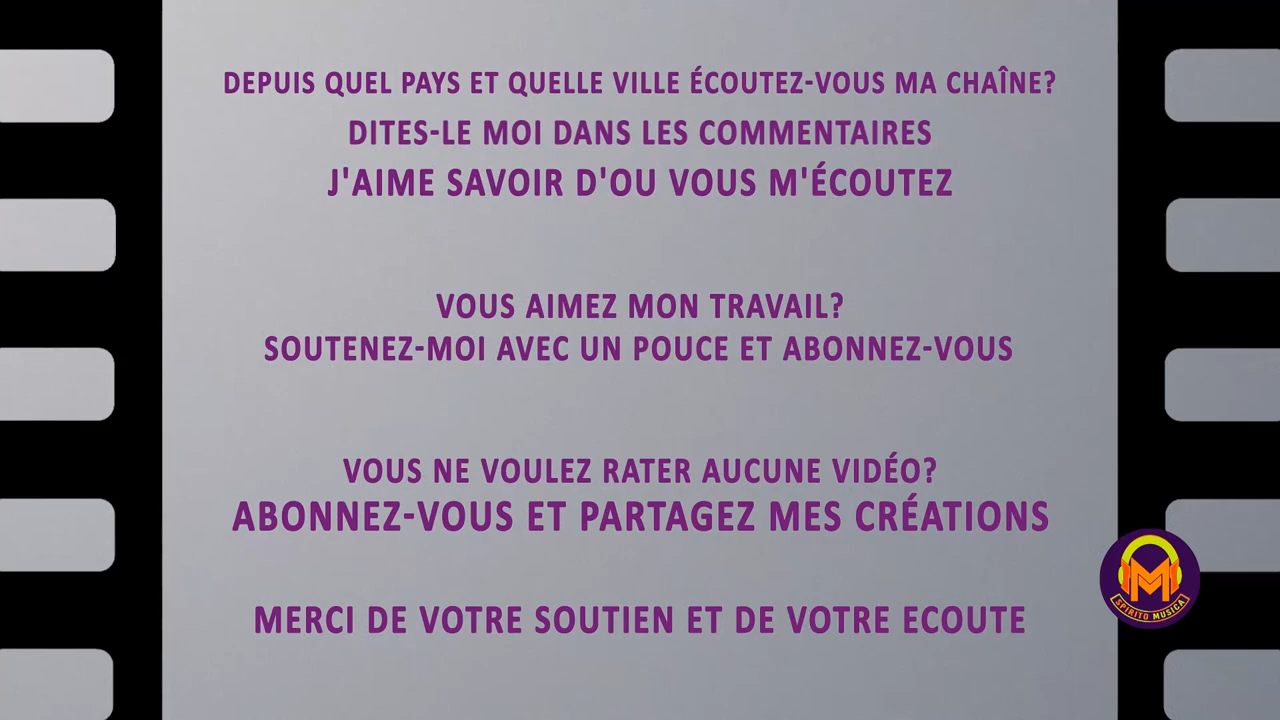 DEPUIS QUEL PAYS ET QUELLE VILLE ÉCOUTEZ-VOUS MA CHAÎNE?
DITES-LE MOI DANS LES COMMENTAIRES
J'AIME SAVOIR D'OU VOUS M'ÉCOUTEZ
VOUS AIMEZ MON TRAVAIL?
SOUTENEZ-MOI AVEC UN POUCE ET ABONNEZ-VOUS
VOUS NE VOULEZ RATER AUCUNE VIDÉO?
ABONNEZ-VOUS ET PARTAGEZ MES CRÉATIONS
M
SPIRITO MUSICA
MERCI DE VOTRE SOUTIEN ET DE VOTRE ECOUTE